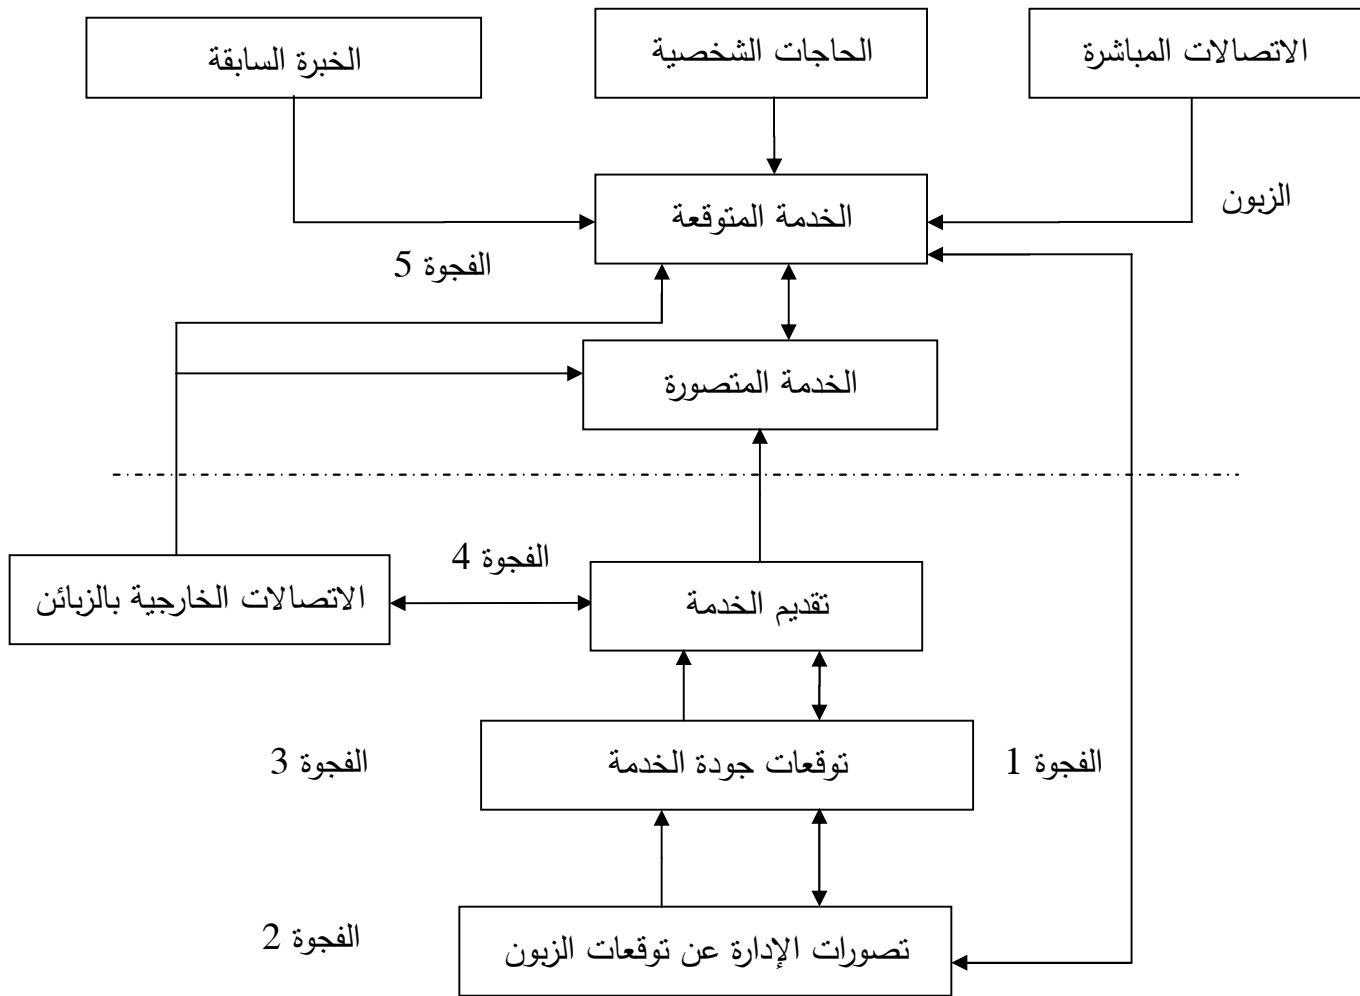 الاتصالات المباشرة
الحاجات الشخصية
الخبرة السابقة
الزبون
الخدمة المتوقعة
الفجوة 5
الخدمة المتصورة
الفجوة 4
تقديم الخدمة
الاتصالات الخارجية بالزبائن
الفجوة 1
توقعات جودة الخدمة
الفجوة 3
تصورات الإدارة عن توقعات الزبون
الفجوة 2